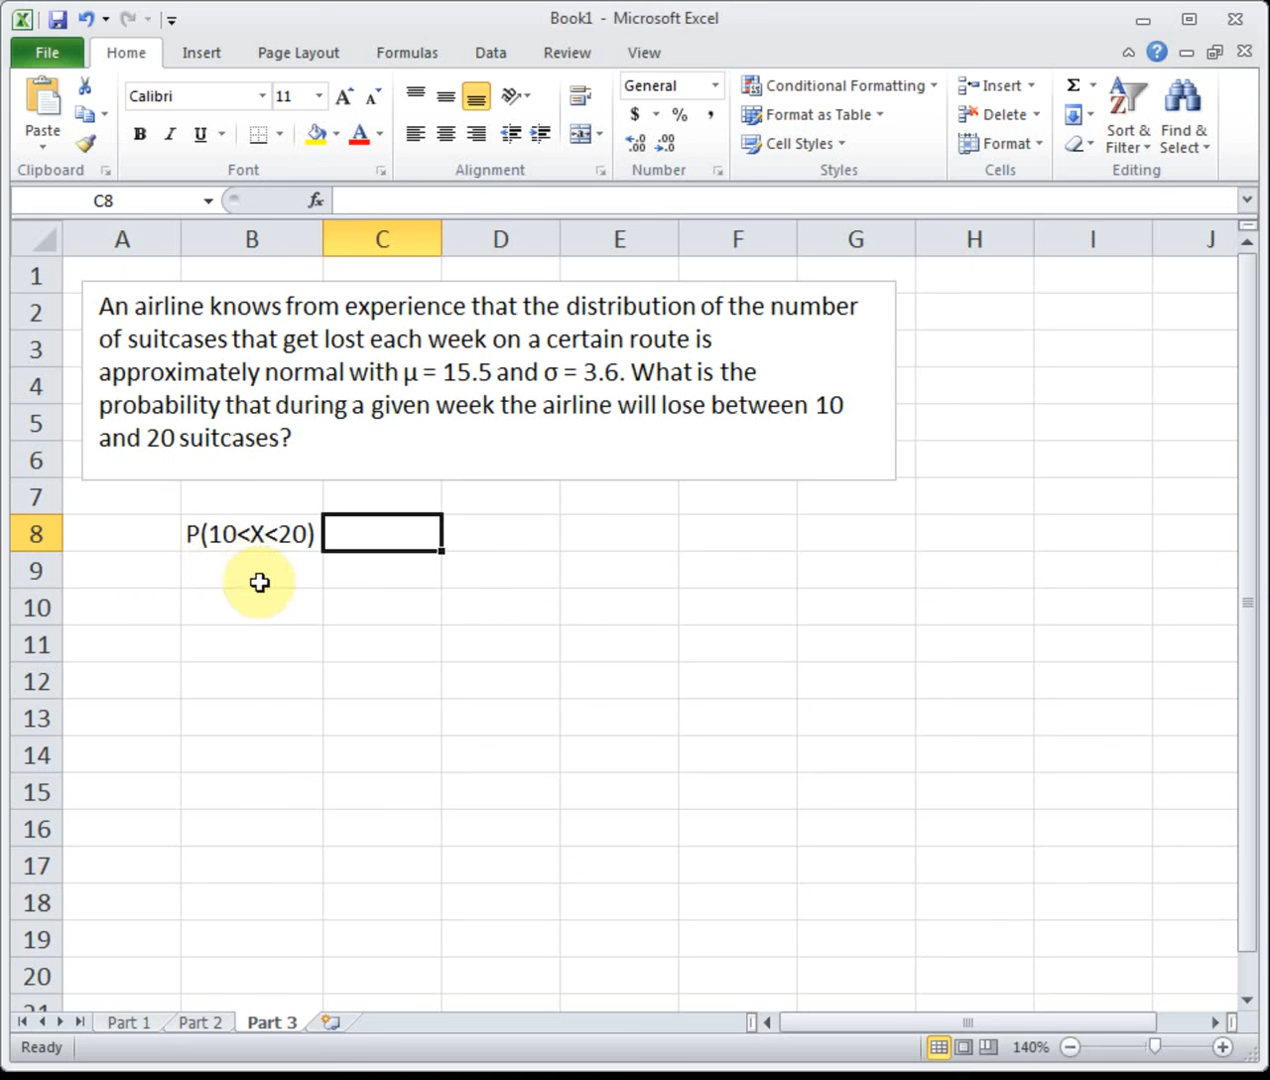 Book1 - Microsoft Excel
File Home Insert Page Layout Formulas Data Review View
Calibri 11 A A General Conditional Formatting Insert Σ
Paste $ % , Format as Table Delete Sort & Find &
B I U A .00 .00 Cell Styles Format Filter Select
Clipboard Font Alignment Number Styles Cells Editing
C8 fx
A B C D E F G H I J
1
2
3
4
5
6
7
8
9
10
11
12
13
14
15
16
17
18
19
20
21
An airline knows from experience that the distribution of the number
of suitcases that get lost each week on a certain route is
approximately normal with μ = 15.5 and σ = 3.6. What is the
probability that during a given week the airline will lose between 10
and 20 suitcases?
P(10<X<20)
Part 1 Part 2 Part 3
Ready 140%